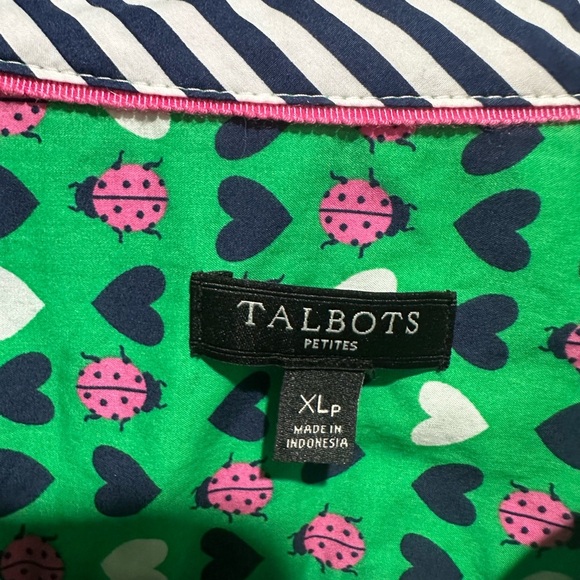 TALBOTS
PETITES
XLP
MADE IN
INDONESIA